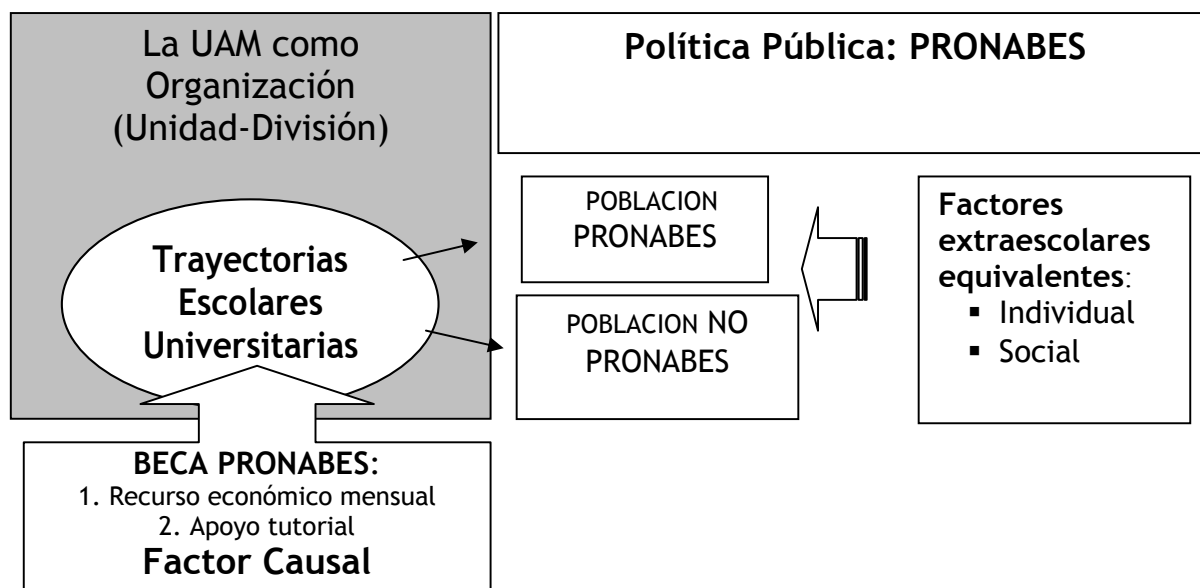 La UAM como
Organización
(Unidad-División)
Política Pública: PRONABES
Trayectorias
Escolares
Universitarias
POBLACION
PRONABES
POBLACION NO
PRONABES
Factores
extraescolares
equivalentes:
▪ Individual
▪ Social
BECA PRONABES:
1. Recurso económico mensual
2. Apoyo tutorial
Factor Causal